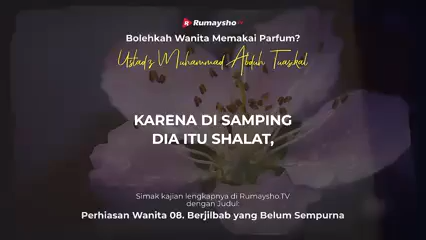 Rumaysho TV
Bolehkah Wanita Memakai Parfum?
Ustadz Muhammad Abduh Tuasikal
KARENA DI SAMPING
DIA ITU SHALAT,
Simak kajian lengkapnya di Rumaysho.TV
dengan Judul:
Perhiasan Wanita 08. Berjilbab yang Belum Sempurna